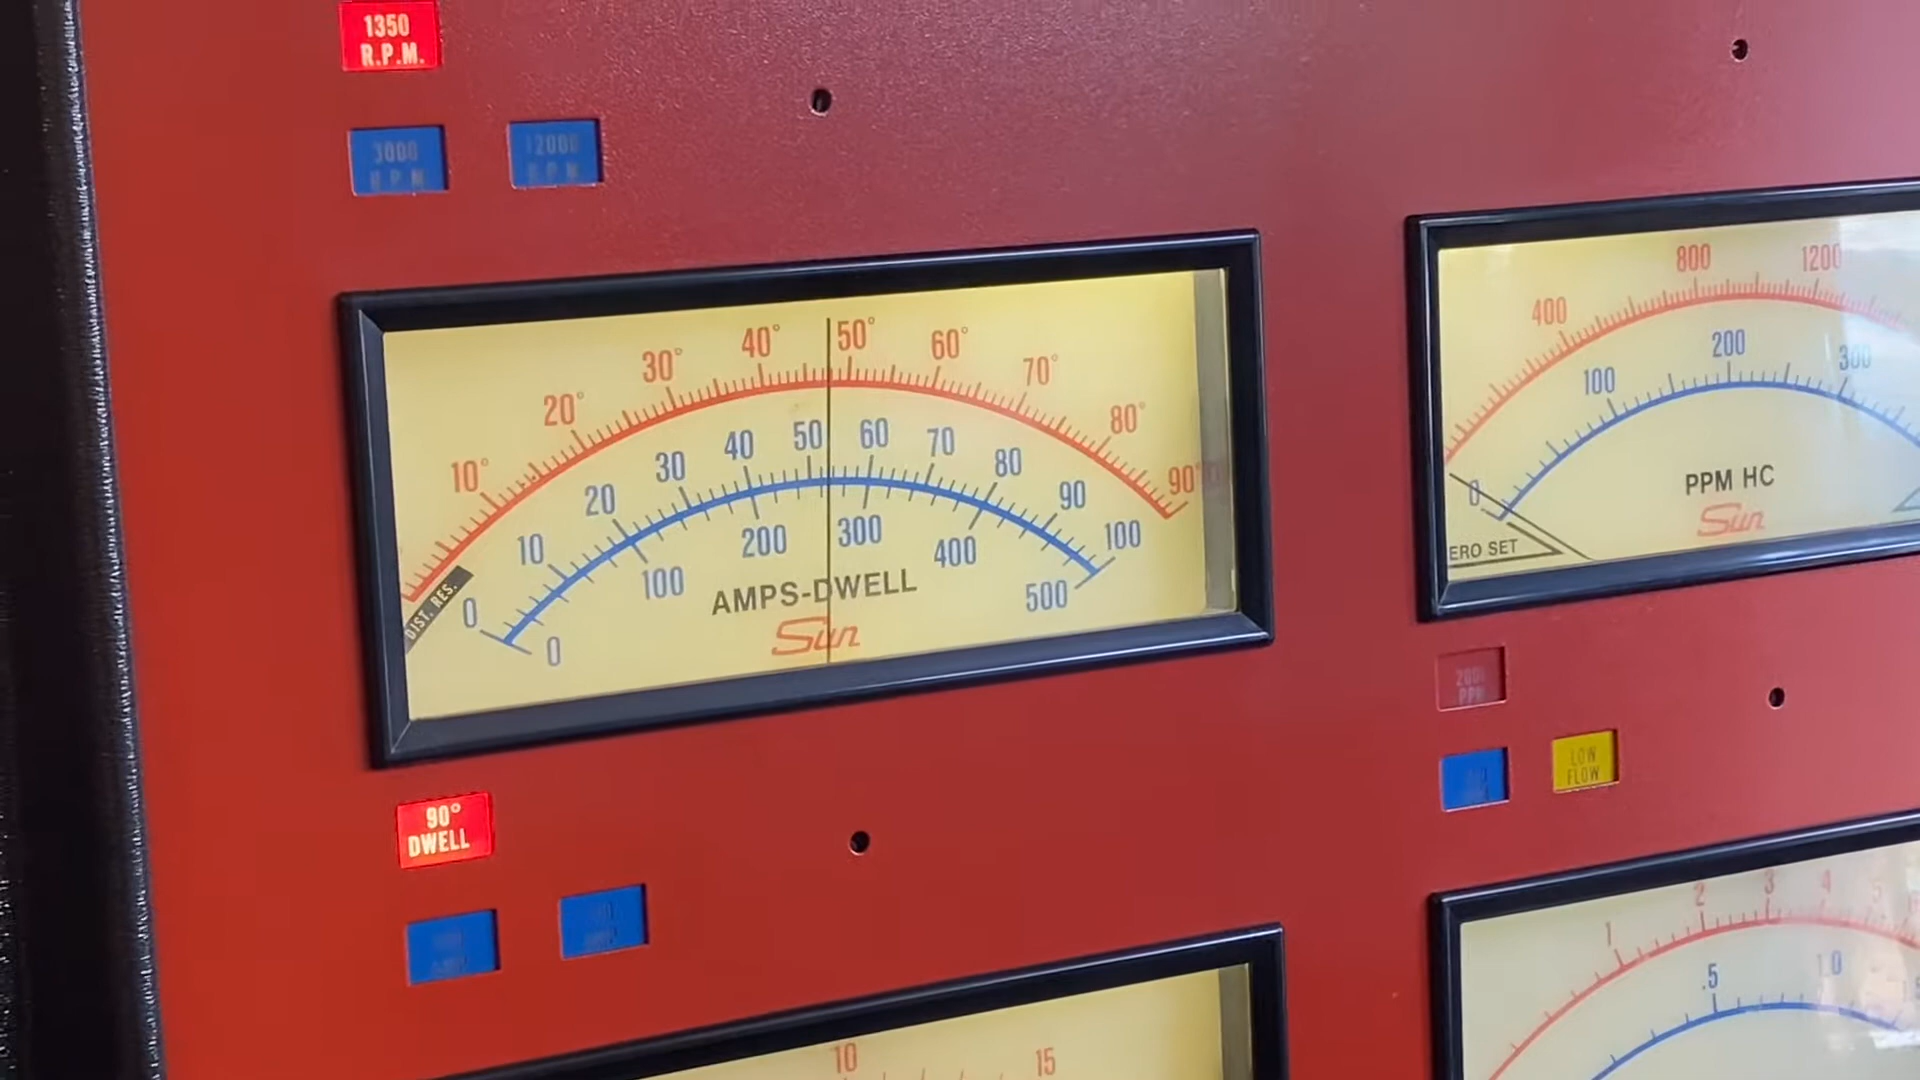 1350
R.P.M.
3000
R.P.M
12000
R.P.M
10° 20° 30° 40° 50° 60° 70° 80° 90°
0 10 20 30 40 50 60 70 80 90 100
0 100 200 300 400 500
DIST. RES.
AMPS-DWELL
Sun
400 800 1200
0 100 200 300
PPM HC
Sun
ERO SET
PPM
LOW
FLOW
90°
DWELL
1 2 3 4 5
.5 1.0
10 15